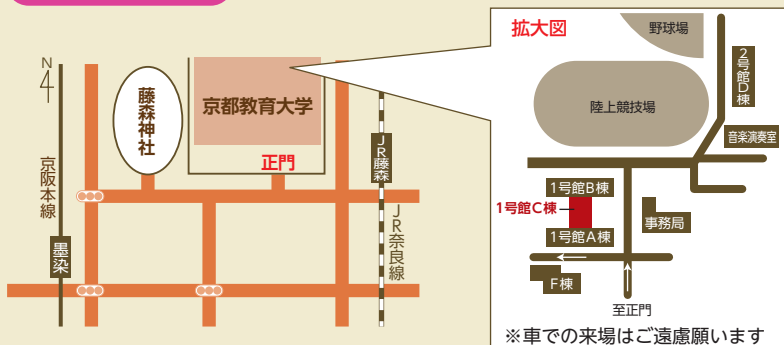 N
藤森神社
京都教育大学
正門
京阪本線
墨染
JR藤森
JR奈良線
拡大図
野球場
陸上競技場
2号館D棟
音楽演奏室
1号館B棟
1号館C棟
1号館A棟
事務局
F棟
至正門
※車での来場はご遠慮願います